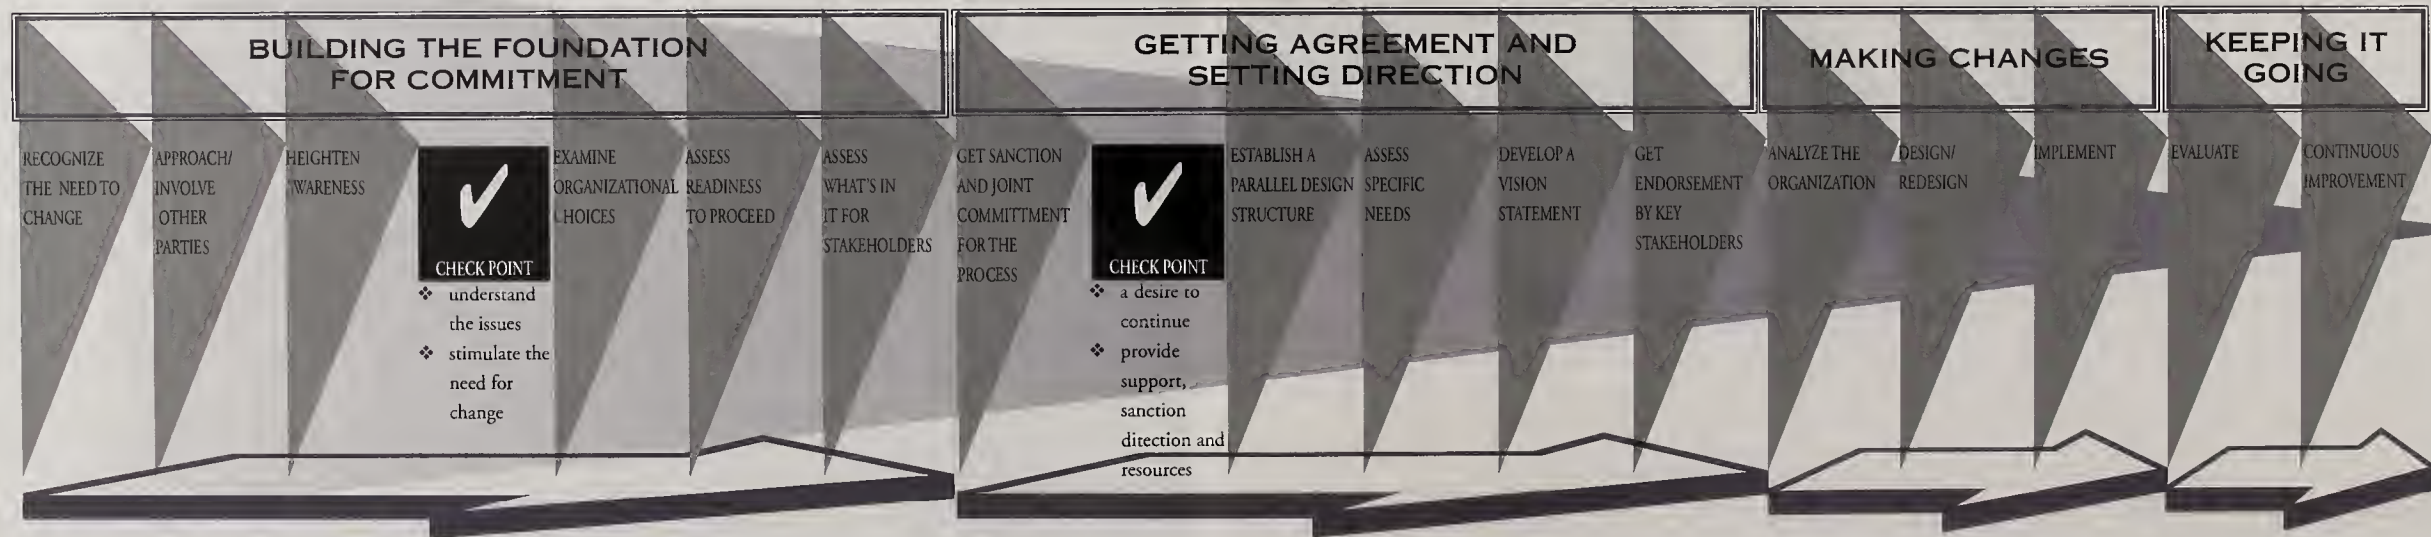 BUILDING THE FOUNDATION
FOR COMMITMENT
RECOGNIZE
THE NEED TO
CHANGE
APPROACH/
INVOLVE
OTHER
PARTIES
HEIGHTEN
WARENESS
CHECK POINT
❖ understand
the issues
❖ stimulate the
need for
change
EXAMINE
ORGANIZATIONAL
HOICES
ASSESS
READINESS
TO PROCEED
ASSESS
WHAT'S IN
IT FOR
STAKEHOLDERS
GETTING AGREEMENT AND
SETTING DIRECTION
GET SANCTION
AND JOINT
COMMITTMENT
FOR THE
PROCESS
CHECK POINT
❖ a desire to
continue
❖ provide
support,
sanction
direction and
resources
ESTABLISH A
PARALLEL DESIGN
STRUCTURE
ASSESS
SPECIFIC
NEEDS
DEVELOP A
VISION
STATEMENT
GET
ENDORSEMENT
BY KEY
STAKEHOLDERS
MAKING CHANGES
ANALYZE THE
ORGANIZATION
DESIGN/
REDESIGN
IMPLEMENT
KEEPING IT
GOING
EVALUATE
CONTINUOUS
IMPROVEMENT